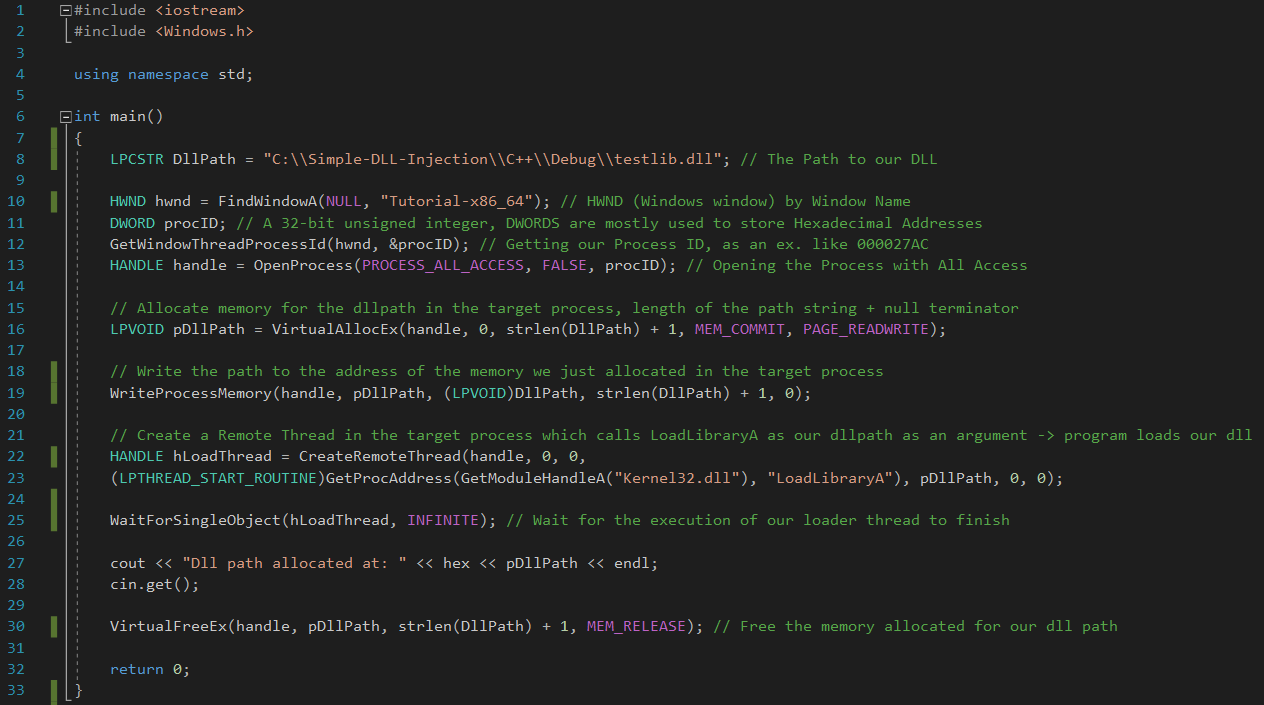 1 #include <iostream>
2 #include <Windows.h>
3
4 using namespace std;
5
6 int main()
7 {
8 LPCSTR DllPath = "C:\\Simple-DLL-Injection\\C++\\Debug\\testlib.dll"; // The Path to our DLL
9
10 HWND hwnd = FindWindowA(NULL, "Tutorial-x86_64"); // HWND (Windows window) by Window Name
11 DWORD procID; // A 32-bit unsigned integer, DWORDS are mostly used to store Hexadecimal Addresses
12 GetWindowThreadProcessId(hwnd, &procID); // Getting our Process ID, as an ex. like 000027AC
13 HANDLE handle = OpenProcess(PROCESS_ALL_ACCESS, FALSE, procID); // Opening the Process with All Access
14
15 // Allocate memory for the dllpath in the target process, length of the path string + null terminator
16 LPVOID pDllPath = VirtualAllocEx(handle, 0, strlen(DllPath) + 1, MEM_COMMIT, PAGE_READWRITE);
17
18 // Write the path to the address of the memory we just allocated in the target process
19 WriteProcessMemory(handle, pDllPath, (LPVOID)DllPath, strlen(DllPath) + 1, 0);
20
21 // Create a Remote Thread in the target process which calls LoadLibraryA as our dllpath as an argument -> program loads our dll
22 HANDLE hLoadThread = CreateRemoteThread(handle, 0, 0,
23 (LPTHREAD_START_ROUTINE)GetProcAddress(GetModuleHandleA("Kernel32.dll"), "LoadLibraryA"), pDllPath, 0, 0);
24
25 WaitForSingleObject(hLoadThread, INFINITE); // Wait for the execution of our loader thread to finish
26
27 cout << "Dll path allocated at: " << hex << pDllPath << endl;
28 cin.get();
29
30 VirtualFreeEx(handle, pDllPath, strlen(DllPath) + 1, MEM_RELEASE); // Free the memory allocated for our dll path
31
32 return 0;
33 }